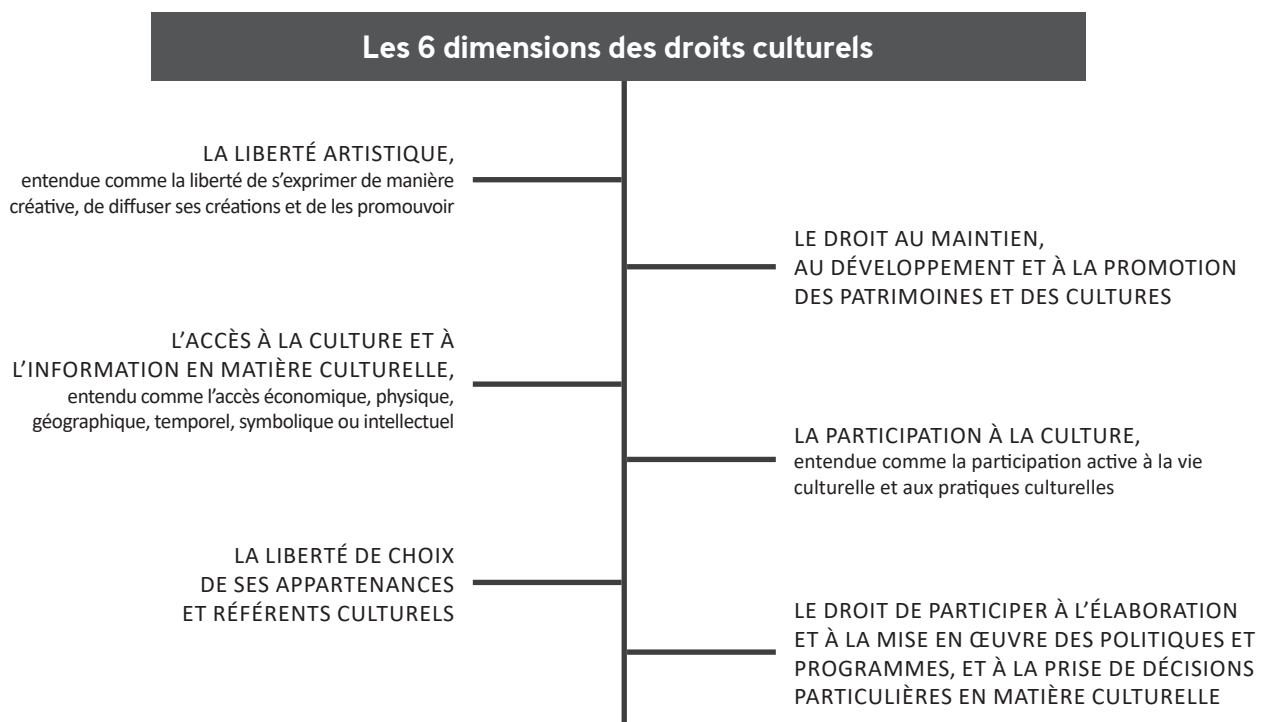 Les 6 dimensions des droits culturels
LA LIBERTÉ ARTISTIQUE,
entendue comme la liberté de s’exprimer de manière
créative, de diffuser ses créations et de les promouvoir
LE DROIT AU MAINTIEN,
AU DÉVELOPPEMENT ET À LA PROMOTION
DES PATRIMOINES ET DES CULTURES
L’ACCÈS À LA CULTURE ET À
L’INFORMATION EN MATIÈRE CULTURELLE,
entendu comme l’accès économique, physique,
géographique, temporel, symbolique ou intellectuel
LA PARTICIPATION À LA CULTURE,
entendue comme la participation active à la vie
culturelle et aux pratiques culturelles
LA LIBERTÉ DE CHOIX
DE SES APPARTENANCES
ET RÉFÉRENTS CULTURELS
LE DROIT DE PARTICIPER À L’ÉLABORATION
ET À LA MISE EN ŒUVRE DES POLITIQUES ET
PROGRAMMES, ET À LA PRISE DE DÉCISIONS
PARTICULIÈRES EN MATIÈRE CULTURELLE